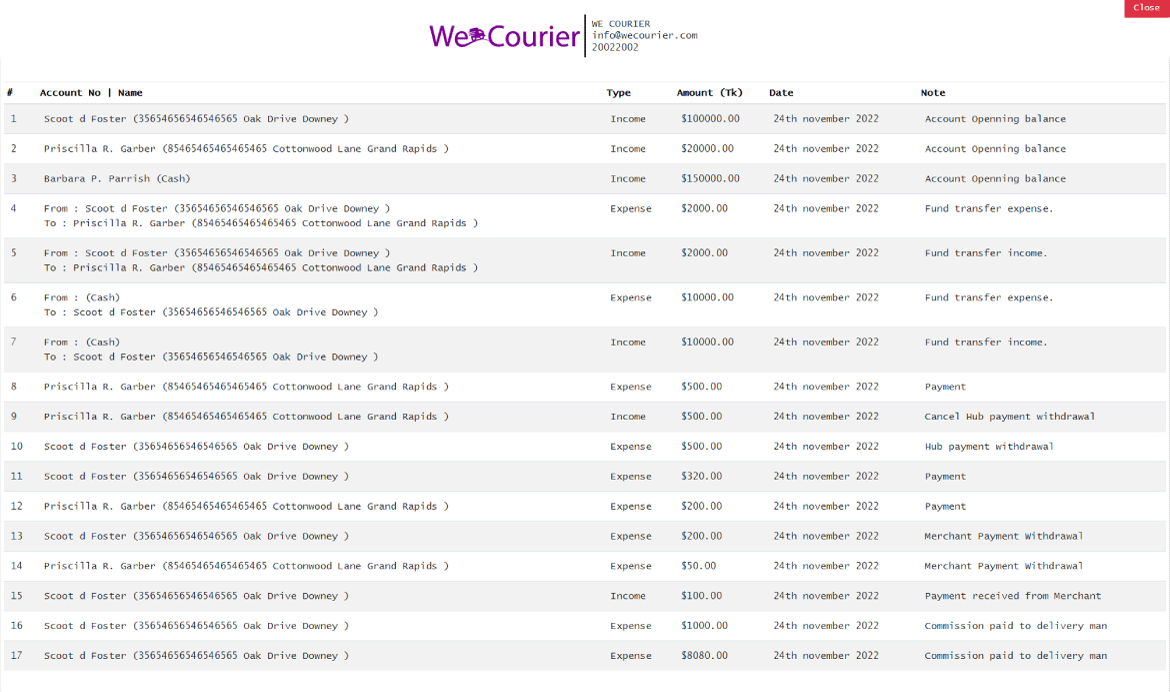 Close
We Courier
WE COURIER
info@wecourier.com
20022002
# Account No | Name Type Amount (Tk) Date Note
1 Scoot d Foster (35654656546546565 Oak Drive Downey ) Income $100000.00 24th november 2022 Account Openning balance
2 Priscilla R. Garber (85465465465465465 Cottonwood Lane Grand Rapids ) Income $20000.00 24th november 2022 Account Openning balance
3 Barbara P. Parrish (Cash) Income $150000.00 24th november 2022 Account Openning balance
4 From : Scoot d Foster (35654656546546565 Oak Drive Downey ) Expense $2000.00 24th november 2022 Fund transfer expense.
To : Priscilla R. Garber (85465465465465465 Cottonwood Lane Grand Rapids )
5 From : Scoot d Foster (35654656546546565 Oak Drive Downey ) Income $2000.00 24th november 2022 Fund transfer income.
To : Priscilla R. Garber (85465465465465465 Cottonwood Lane Grand Rapids )
6 From : (Cash) Expense $10000.00 24th november 2022 Fund transfer expense.
To : Scoot d Foster (35654656546546565 Oak Drive Downey )
7 From : (Cash) Income $10000.00 24th november 2022 Fund transfer income.
To : Scoot d Foster (35654656546546565 Oak Drive Downey )
8 Priscilla R. Garber (85465465465465465 Cottonwood Lane Grand Rapids ) Expense $500.00 24th november 2022 Payment
9 Priscilla R. Garber (85465465465465465 Cottonwood Lane Grand Rapids ) Income $500.00 24th november 2022 Cancel Hub payment withdrawal
10 Scoot d Foster (35654656546546565 Oak Drive Downey ) Expense $500.00 24th november 2022 Hub payment withdrawal
11 Scoot d Foster (35654656546546565 Oak Drive Downey ) Expense $320.00 24th november 2022 Payment
12 Priscilla R. Garber (85465465465465465 Cottonwood Lane Grand Rapids ) Expense $200.00 24th november 2022 Payment
13 Scoot d Foster (35654656546546565 Oak Drive Downey ) Expense $200.00 24th november 2022 Merchant Payment Withdrawal
14 Priscilla R. Garber (85465465465465465 Cottonwood Lane Grand Rapids ) Expense $50.00 24th november 2022 Merchant Payment Withdrawal
15 Scoot d Foster (35654656546546565 Oak Drive Downey ) Income $100.00 24th november 2022 Payment received from Merchant
16 Scoot d Foster (35654656546546565 Oak Drive Downey ) Expense $1000.00 24th november 2022 Commission paid to delivery man
17 Scoot d Foster (35654656546546565 Oak Drive Downey ) Expense $8080.00 24th november 2022 Commission paid to delivery man